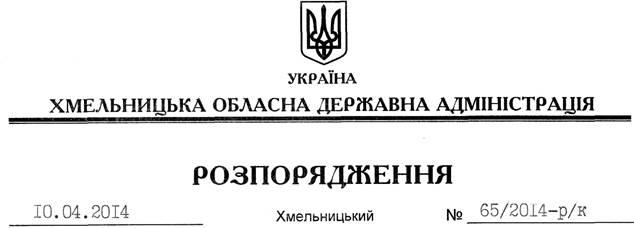 УКРАЇНА
ХМЕЛЬНИЦЬКА ОБЛАСНА ДЕРЖАВНА АДМІНІСТРАЦІЯ
РОЗПОРЯДЖЕННЯ
10.04.2014 Хмельницький № 65/2014-р/к